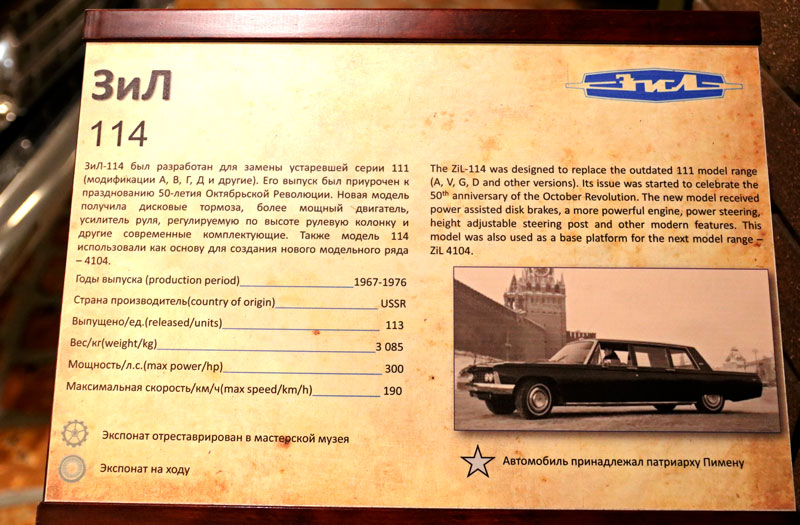 ЗиЛ
114
ЗиЛ
ЗиЛ-114 был разработан для замены устаревшей серии 111
(модификации А, В, Г, Д и другие). Его выпуск был приурочен к
празднованию 50-летия Октябрьской Революции. Новая модель
получила дисковые тормоза, более мощный двигатель,
усилитель руля, регулируемую по высоте рулевую колонку и
другие современные комплектующие. Также модель 114
использовали как основу для создания нового модельного ряда
– 4104.
The ZiL-114 was designed to replace the outdated 111 model range
(A, V, G, D and other versions). Its issue was started to celebrate the
50th anniversary of the October Revolution. The new model received
power assisted disk brakes, a more powerful engine, power steering,
height adjustable steering post and other modern features. This
model was also used as a base platform for the next model range –
ZiL 4104.
Годы выпуска (production period) 1967-1976
Страна производитель(country of origin) USSR
Выпущено/ед.(released/units) 113
Вес/кг(weight/kg) 3 085
Мощность/л.с.(max power/hp) 300
Максимальная скорость/км/ч(max speed/km/h) 190
Экспонат отреставрирован в мастерской музея
Экспонат на ходу
Автомобиль принадлежал патриарху Пимену